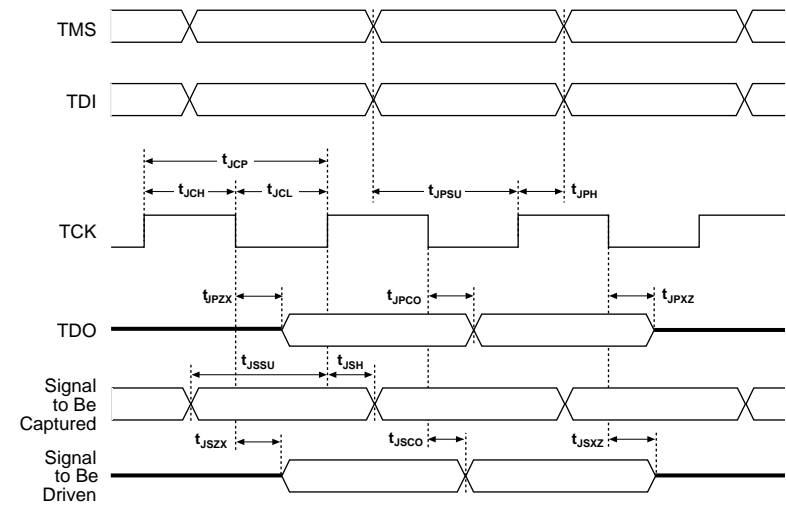 TMS
TDI
tJCP
tJCH
tJCL
tJPSU
tJPH
TCK
tJPZX
tJPCO
tJPXZ
TDO
tJSSU
tJSH
Signal
to Be
Captured
tJSZX
tJSCO
tJSXZ
Signal
to Be
Driven